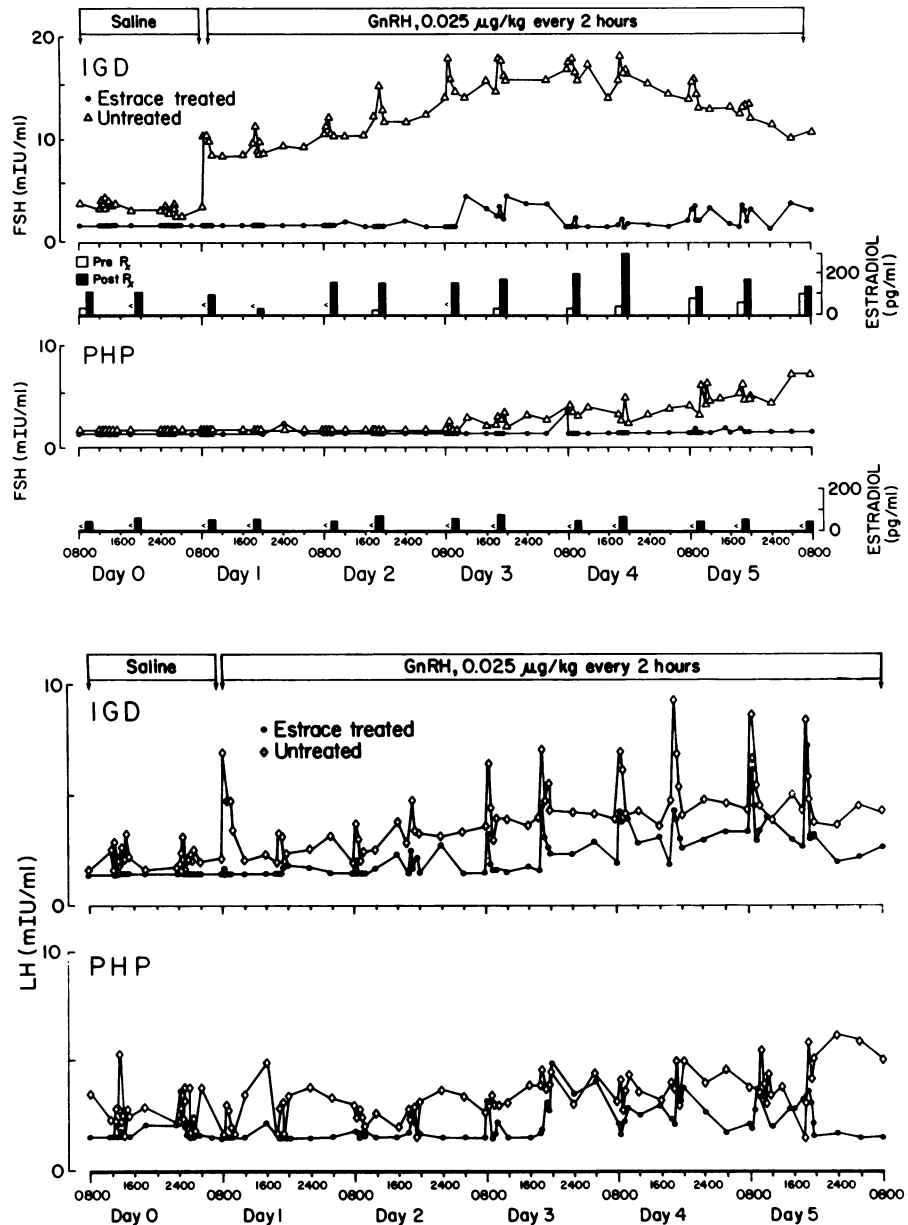 Saline
GnRH, 0.025 μg/kg every 2 hours
20
IGD
• Estrace treated
△ Untreated
10
FSH (mIU/ml)
0
□ Pre Rx
■ Post Rx
200
0
ESTRADIOL
(pg/ml)
< < < < <
10
PHP
FSH (mIU/ml)
0
200
0
ESTRADIOL
(pg/ml)
< < < < < < < < < < < < <
0800 1600 2400 0800 1600 2400 0800 1600 2400 0800 1600 2400 0800 1600 2400 0800 1600 2400 0800
Day 0 Day 1 Day 2 Day 3 Day 4 Day 5
Saline
GnRH, 0.025 μg/kg every 2 hours
10
IGD
• Estrace treated
◇ Untreated
5
0
LH (mIU/ml)
10
PHP
5
0
0800 1600 2400 0800 1600 2400 0800 1600 2400 0800 1600 2400 0800 1600 2400 0800 1600 2400 0800
Day 0 Day 1 Day 2 Day 3 Day 4 Day 5